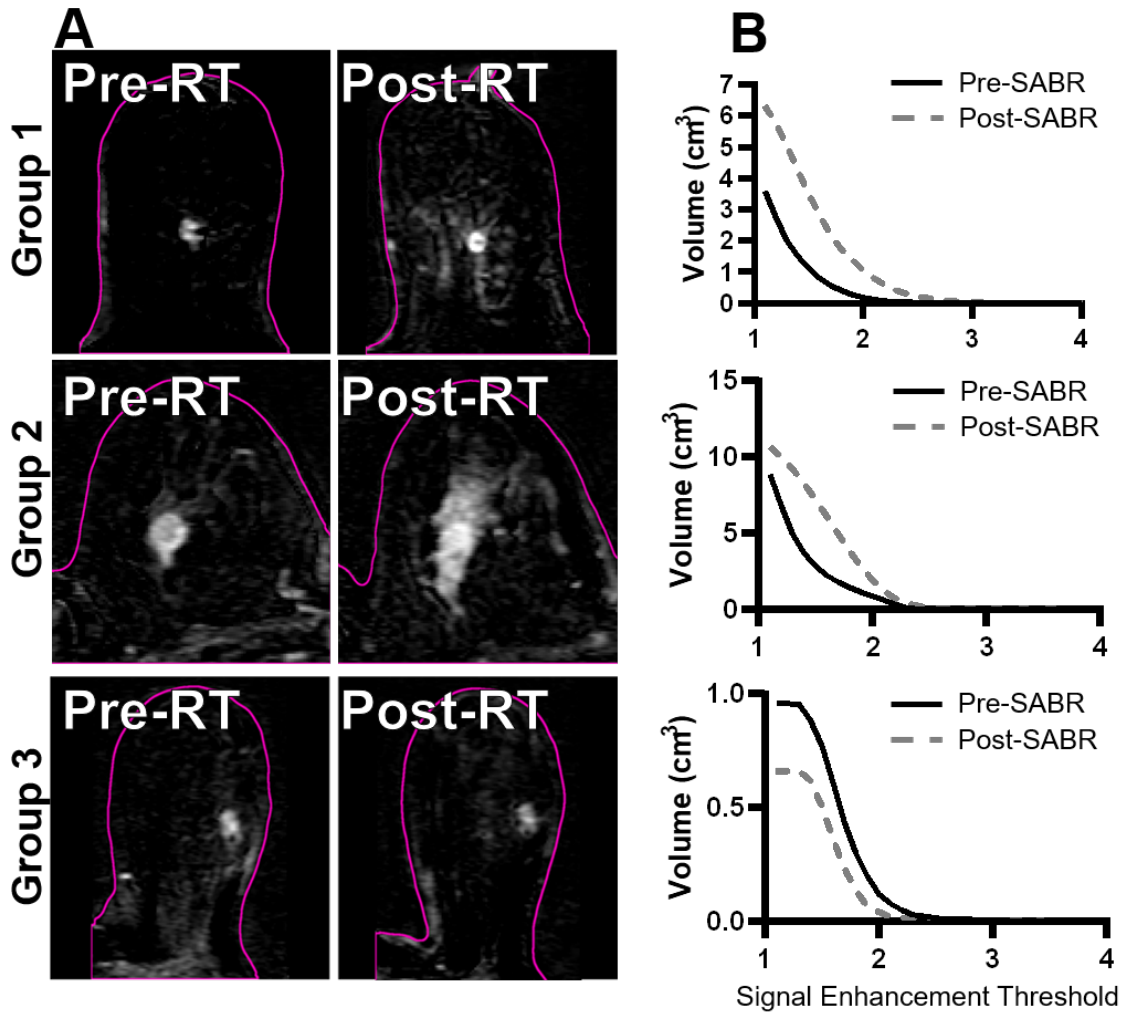 A
B
Group 1
Pre-RT
Post-RT
Volume (cm³)
7
6
5
4
3
2
1
0
1 2 3 4
Pre-SABR
Post-SABR
Group 2
Pre-RT
Post-RT
Volume (cm³)
15
10
5
0
1 2 3 4
Pre-SABR
Post-SABR
Group 3
Pre-RT
Post-RT
Volume (cm³)
1.0
0.5
0.0
1 2 3 4
Pre-SABR
Post-SABR
Signal Enhancement Threshold